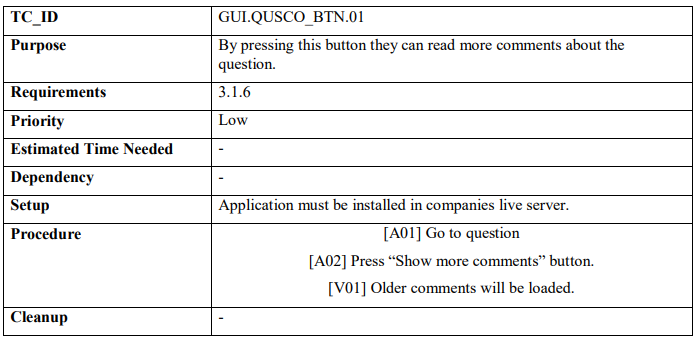 TC_ID GUI.QUSCO_BTN.01
Purpose By pressing this button they can read more comments about the
question.
Requirements 3.1.6
Priority Low
Estimated Time Needed -
Dependency -
Setup Application must be installed in companies live server.
Procedure [A01] Go to question
[A02] Press “Show more comments” button.
[V01] Older comments will be loaded.
Cleanup -